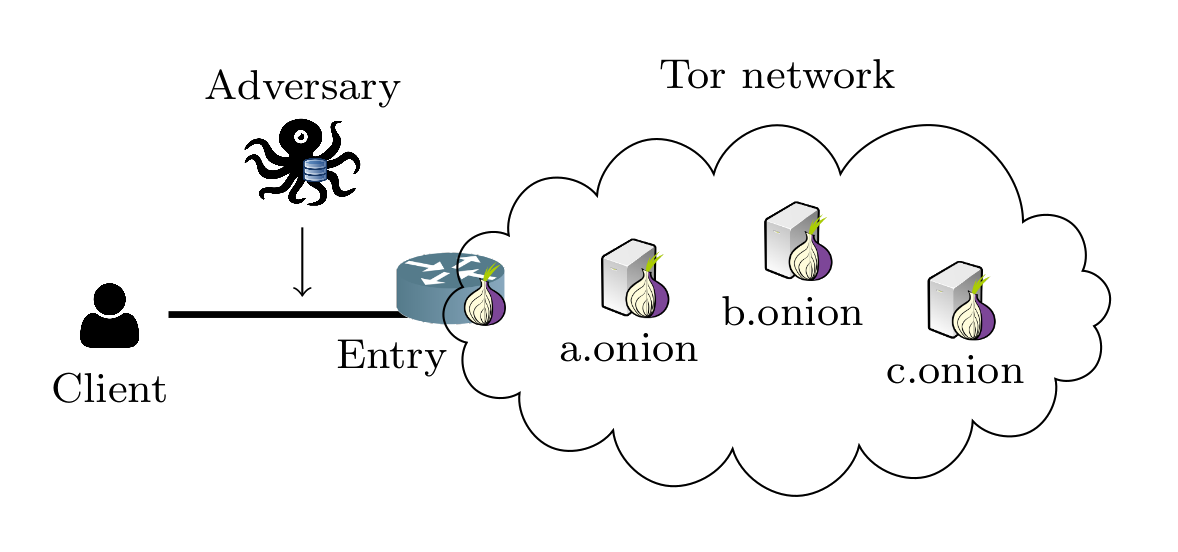 Adversary
Tor network
Client
Entry
a.onion
b.onion
c.onion